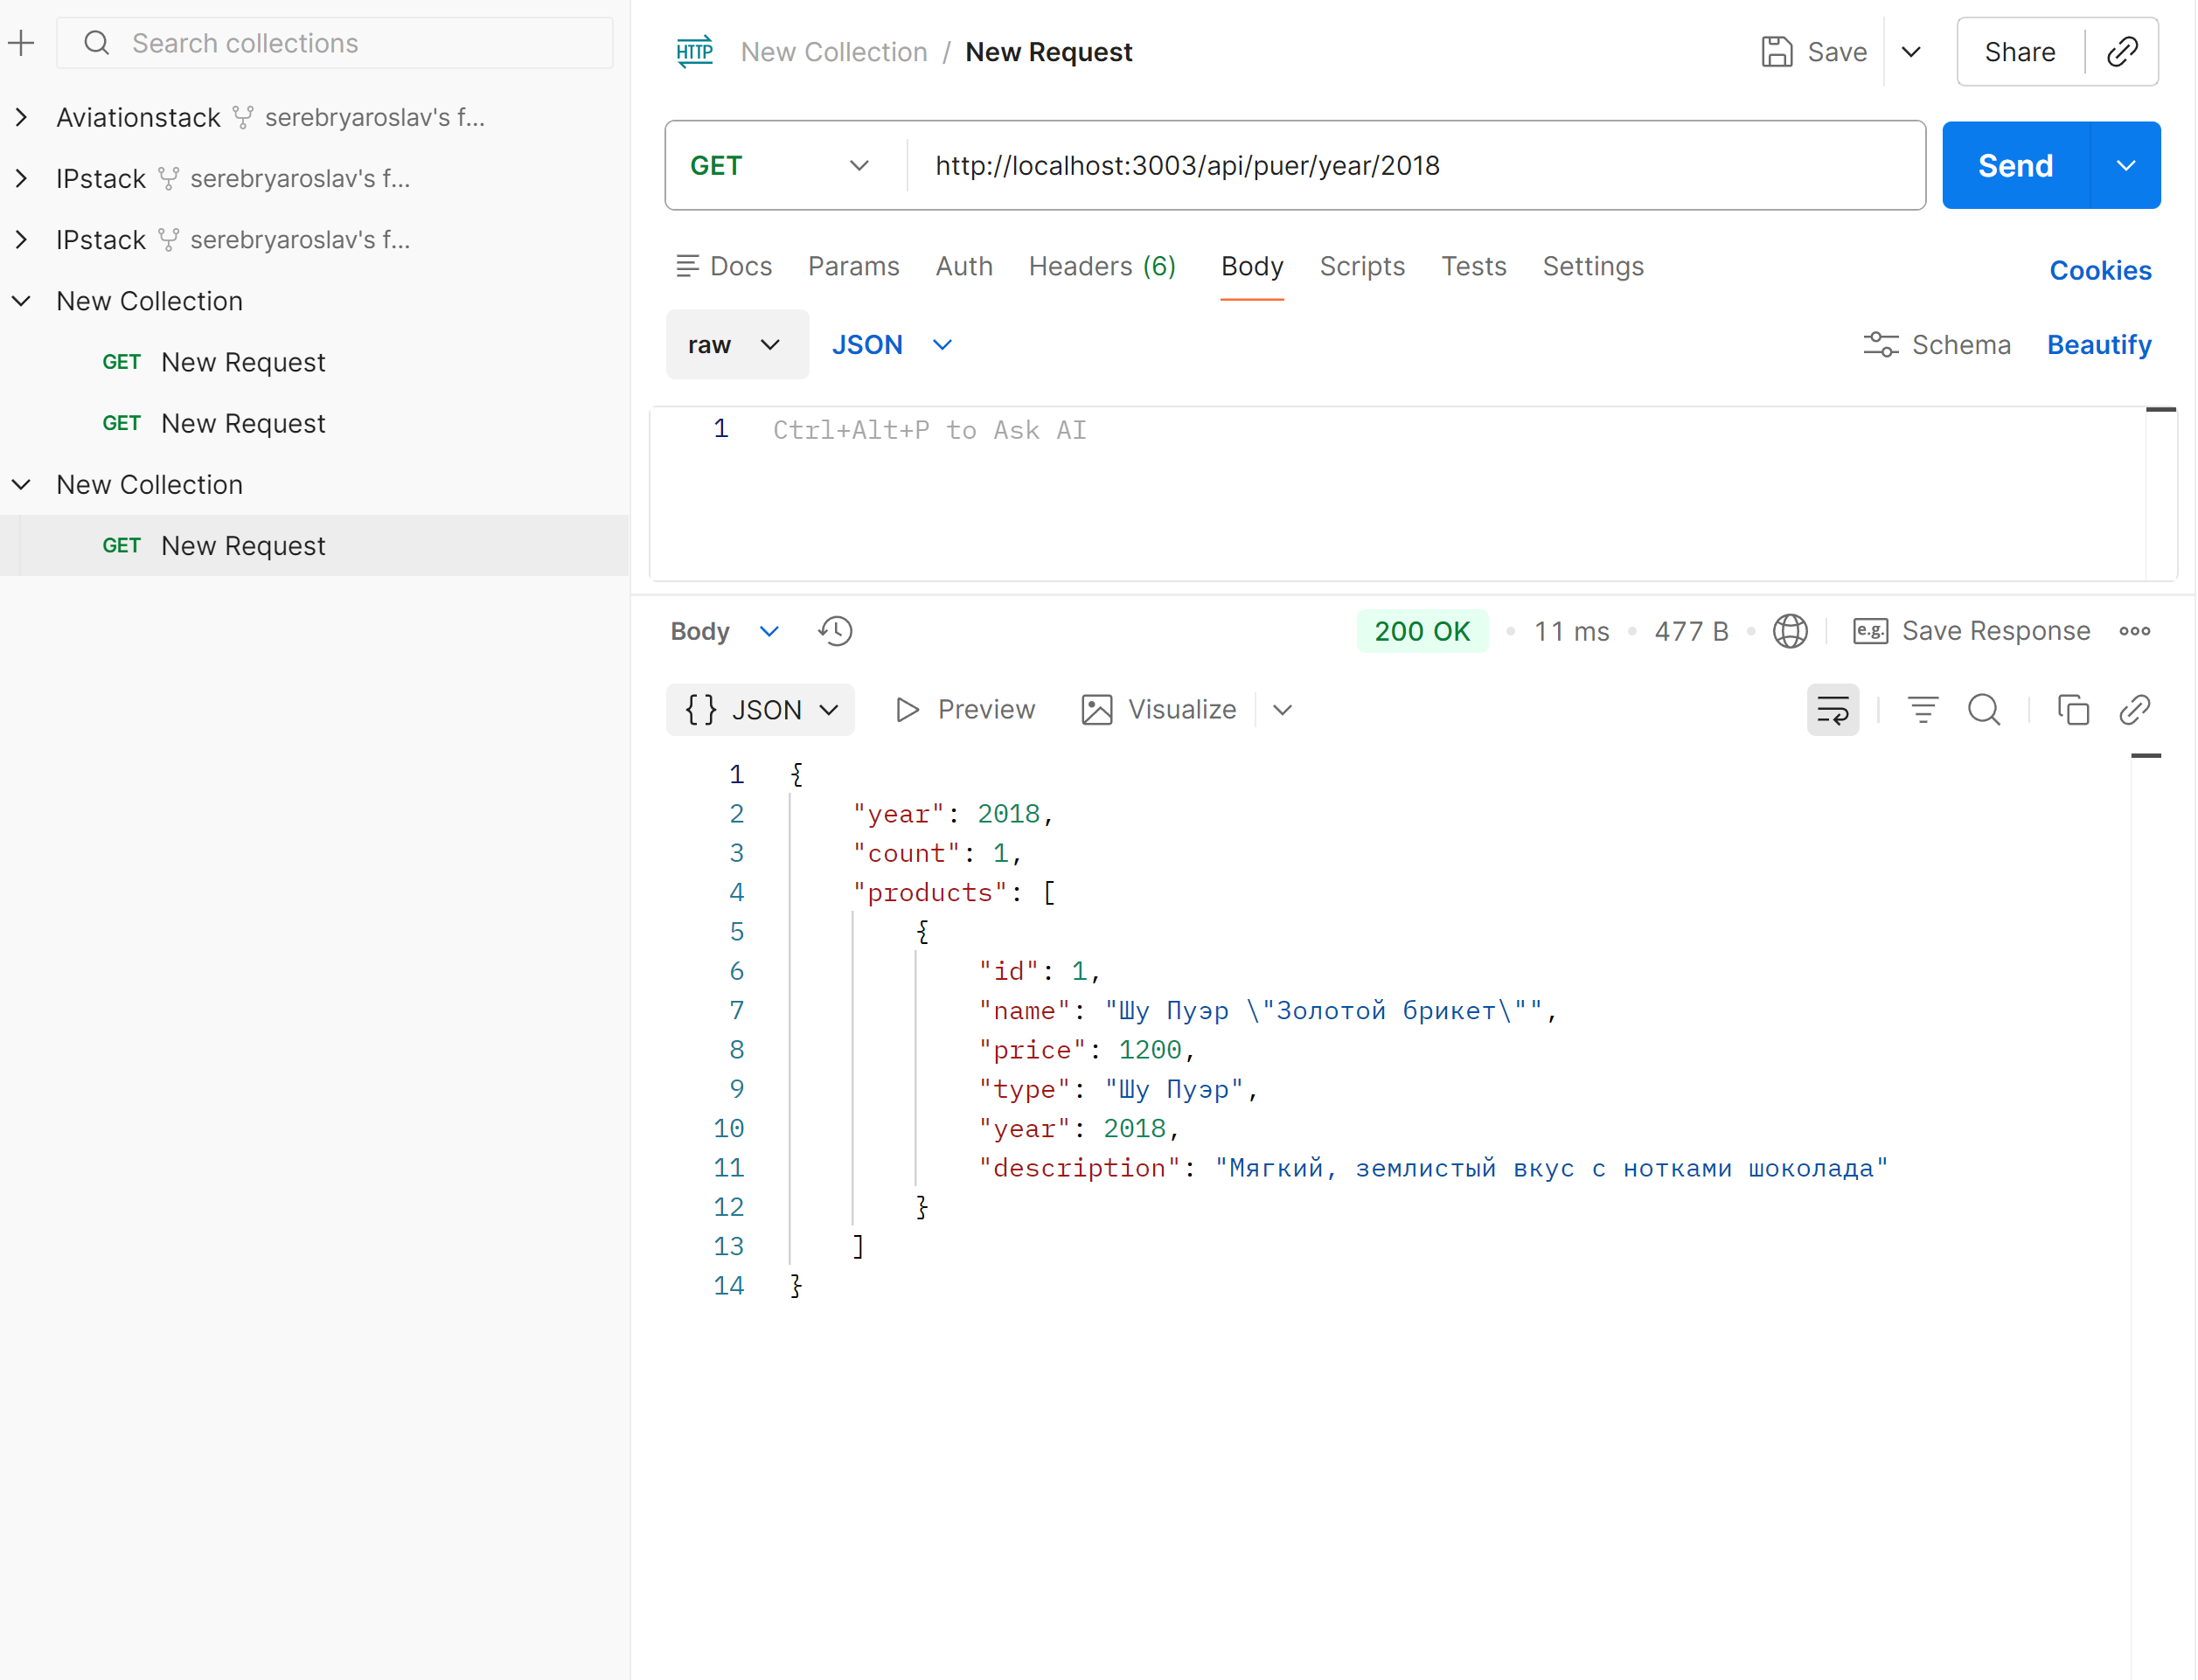 Search collections
Aviationstack serebryaroslav's f...
IPstack serebryaroslav's f...
IPstack serebryaroslav's f...
New Collection
GET New Request
GET New Request
New Collection
GET New Request
HTTP New Collection / New Request
Save
Share
GET http://localhost:3003/api/puer/year/2018
Send
Docs Params Auth Headers (6) Body Scripts Tests Settings
Cookies
raw JSON
Schema Beautify
1 Ctrl+Alt+P to Ask AI
Body
200 OK • 11 ms • 477 B •
e.g. Save Response
{} JSON Preview Visualize
1 {
2 "year": 2018,
3 "count": 1,
4 "products": [
5 {
6 "id": 1,
7 "name": "Шу Пуэр \"Золотой брикет\"",
8 "price": 1200,
9 "type": "Шу Пуэр",
10 "year": 2018,
11 "description": "Мягкий, землистый вкус с нотками шоколада"
12 }
13 ]
14 }